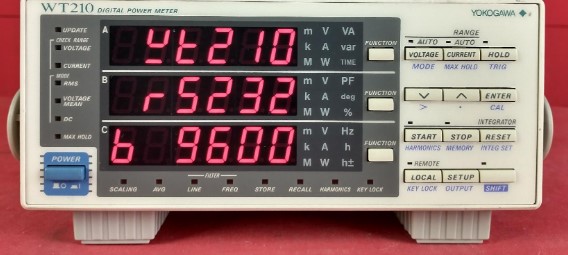 WT210 DIGITAL POWER METER
YOKOGAWA
UPDATE
CHECK RANGE
VOLTAGE
CURRENT
MODE
RMS
VOLTAGE MEAN
DC
MAX HOLD
POWER
A
yt210
m V VA
k A var
M W TIME
FUNCTION
B
r5232
m V PF
k A deg
M W %
FUNCTION
C
b 9600
m V Hz
k A h
M W h±
FUNCTION
FILTER
SCALING AVG LINE FREQ STORE RECALL HARMONICS KEY LOCK
RANGE
AUTO AUTO
VOLTAGE CURRENT HOLD
MODE MAX HOLD TRIG
ENTER
CAL
INTEGRATOR
START STOP RESET
HARMONICS MEMORY INTEG SET
REMOTE
LOCAL SETUP
KEY LOCK OUTPUT SHIFT